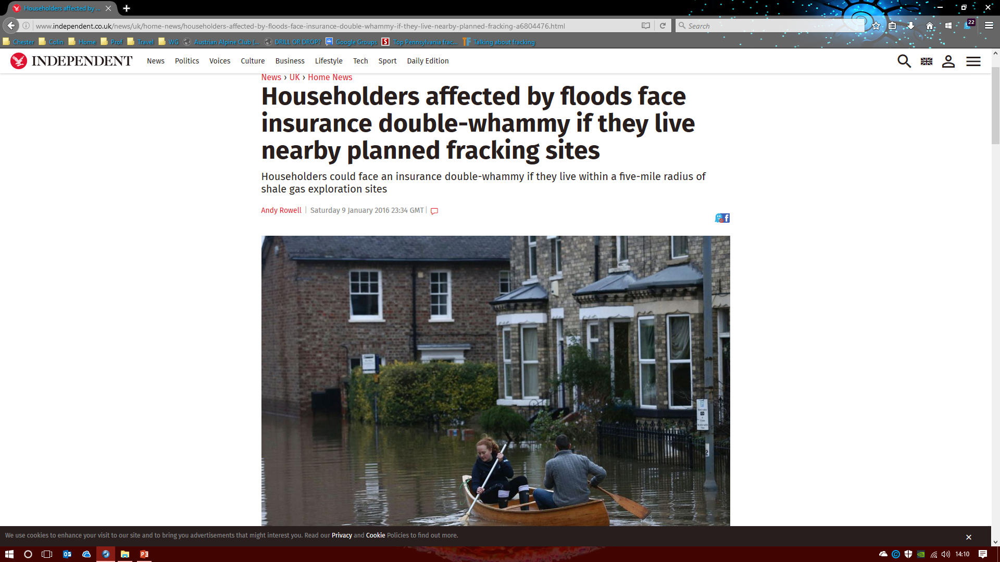 Householders affected by ...
www.independent.co.uk/news/uk/home-news/householders-affected-by-floods-face-insurance-double-whammy-if-they-live-nearby-planned-fracking-a6804476.html
Search
22
Chester Colin Home Prof Travel WG Austrian Alpine Club (... DRILL OR DROP? Google Groups Top Pennsylvania frac... Talking about fracking
INDEPENDENT
News Politics Voices Culture Business Lifestyle Tech Sport Daily Edition
News › UK › Home News
Householders affected by floods face
insurance double-whammy if they live
nearby planned fracking sites
Householders could face an insurance double-whammy if they live within a five-mile radius of
shale gas exploration sites
Andy Rowell | Saturday 9 January 2016 23:34 GMT |
We use cookies to enhance your visit to our site and to bring you advertisements that might interest you. Read our Privacy and Cookie Policies to find out more.
14:10